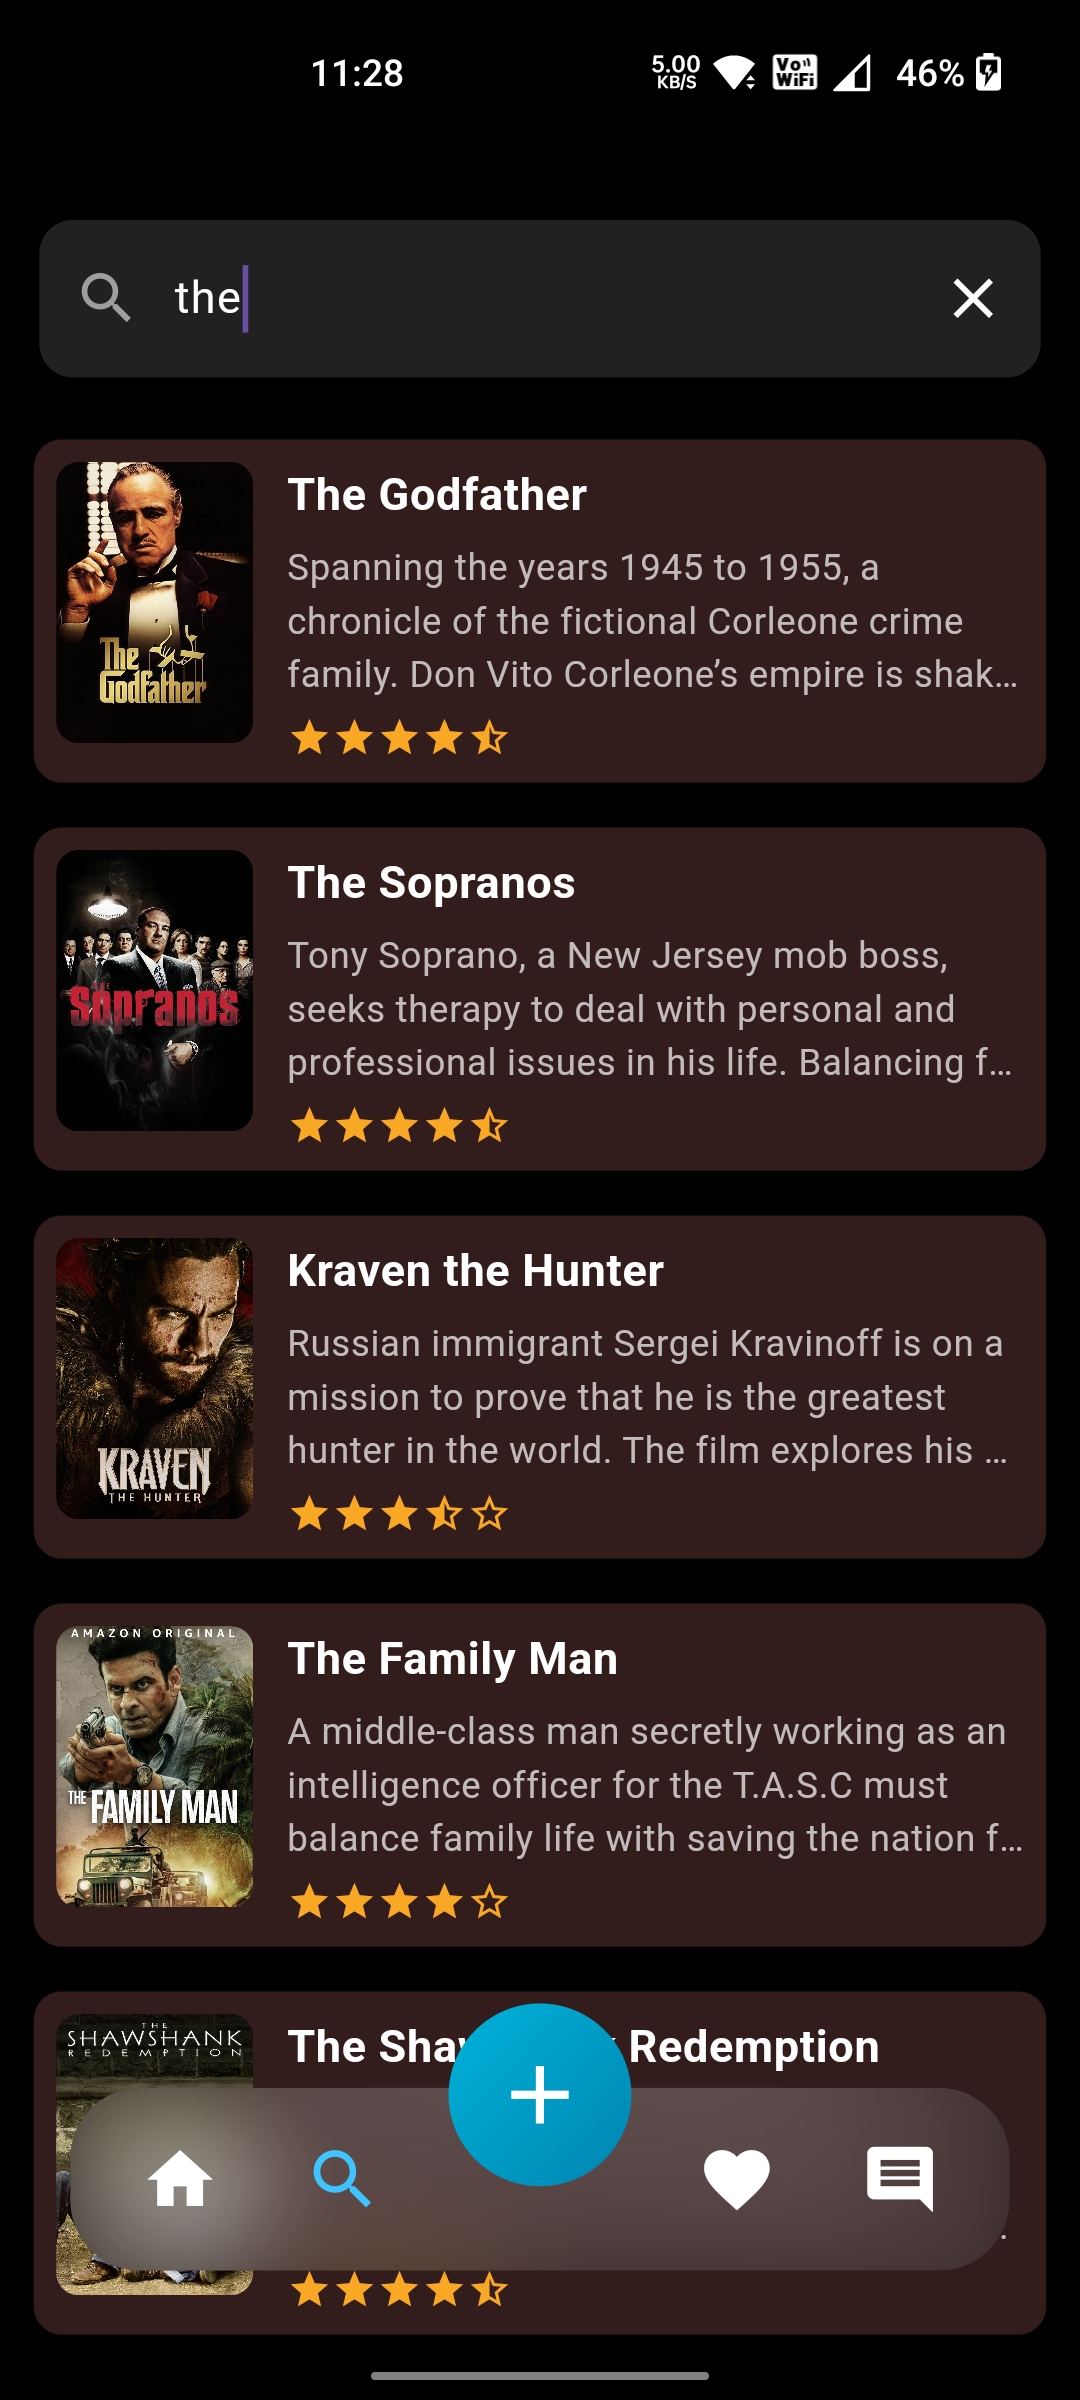 11:28
5.00
KB/S
Vo
WiFi
46%
the
The Godfather
Spanning the years 1945 to 1955, a
chronicle of the fictional Corleone crime
family. Don Vito Corleone’s empire is shak…
The
Godfather
The Sopranos
Tony Soprano, a New Jersey mob boss,
seeks therapy to deal with personal and
professional issues in his life. Balancing f…
Sopranos
Kraven the Hunter
Russian immigrant Sergei Kravinoff is on a
mission to prove that he is the greatest
hunter in the world. The film explores his …
KRAVEN
THE HUNTER
The Family Man
A middle-class man secretly working as an
intelligence officer for the T.A.S.C must
balance family life with saving the nation f…
AMAZON ORIGINAL
THE FAMILY MAN
THE
SHAWSHANK
REDEMPTION
The Redemption